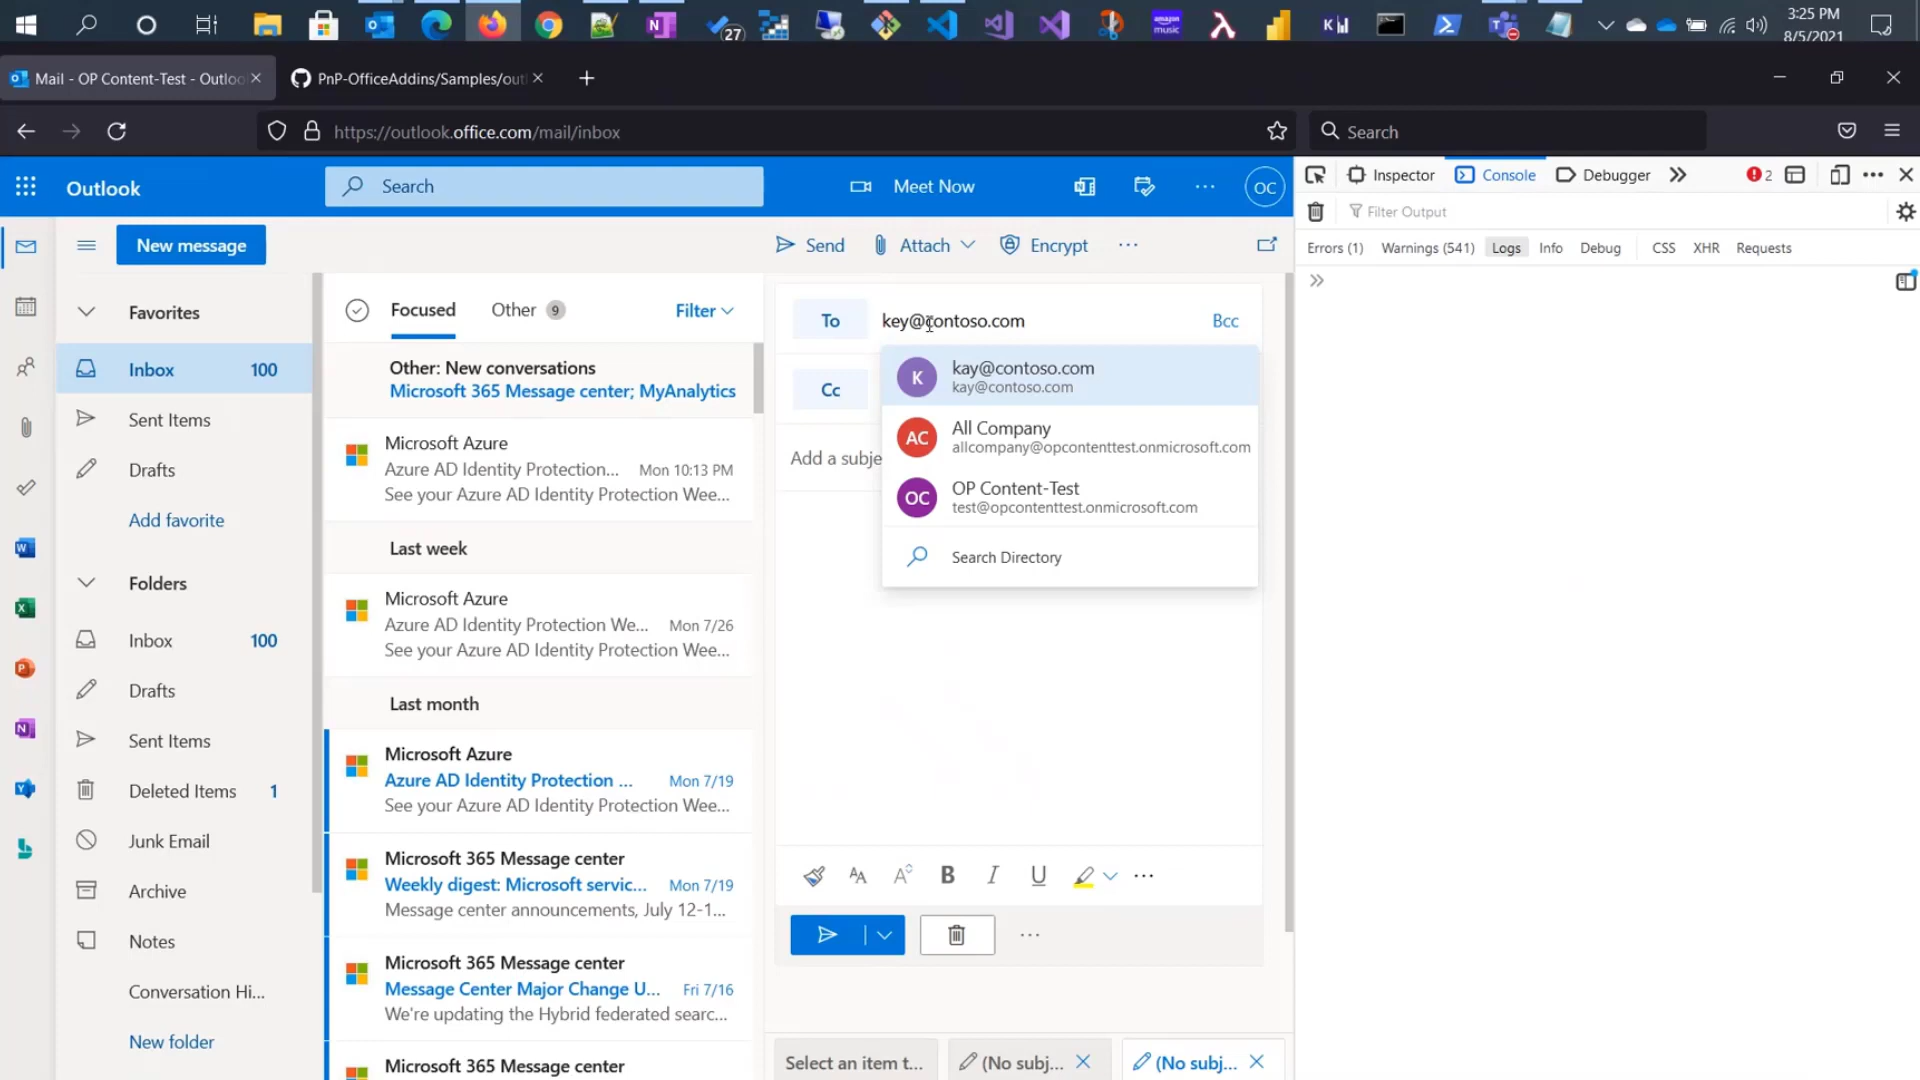 27
amazon music
3:25 PM
8/5/2021
Mail - OP Content-Test - Outloo
PnP-OfficeAddins/Samples/out
https://outlook.office.com/mail/inbox
Search
Outlook
Search
Meet Now
OC
Inspector
Console
Debugger
2
Filter Output
Errors (1)
Warnings (541)
Logs
Info
Debug
CSS
XHR
Requests
New message
Send
Attach
Encrypt
Favorites
Inbox 100
Sent Items
Drafts
Add favorite
Folders
Inbox 100
Drafts
Sent Items
Deleted Items 1
Junk Email
Archive
Notes
Conversation Hi...
New folder
Focused
Other 9
Filter
Other: New conversations
Microsoft 365 Message center; MyAnalytics
Microsoft Azure
Azure AD Identity Protection... Mon 10:13 PM
See your Azure AD Identity Protection Wee...
Last week
Microsoft Azure
Azure AD Identity Protection We... Mon 7/26
See your Azure AD Identity Protection Wee...
Last month
Microsoft Azure
Azure AD Identity Protection ... Mon 7/19
See your Azure AD Identity Protection Wee...
Microsoft 365 Message center
Weekly digest: Microsoft servic... Mon 7/19
Message center announcements, July 12-1...
Microsoft 365 Message center
Message Center Major Change U... Fri 7/16
We're updating the Hybrid federated searc...
Microsoft 365 Message center
To
key@contoso.com
Bcc
Cc
Add a subje
K
kay@contoso.com
kay@contoso.com
AC
All Company
allcompany@opcontenttest.onmicrosoft.com
OC
OP Content-Test
test@opcontenttest.onmicrosoft.com
Search Directory
B I U
Select an item t...
(No subj...
(No subj...